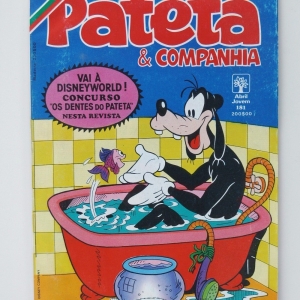 Pateta
& COMPANHIA
VAI À
DISNEYWORLD!
CONCURSO
"OS DENTES DO PATETA"
NESTA REVISTA
Abril
Jovem
181